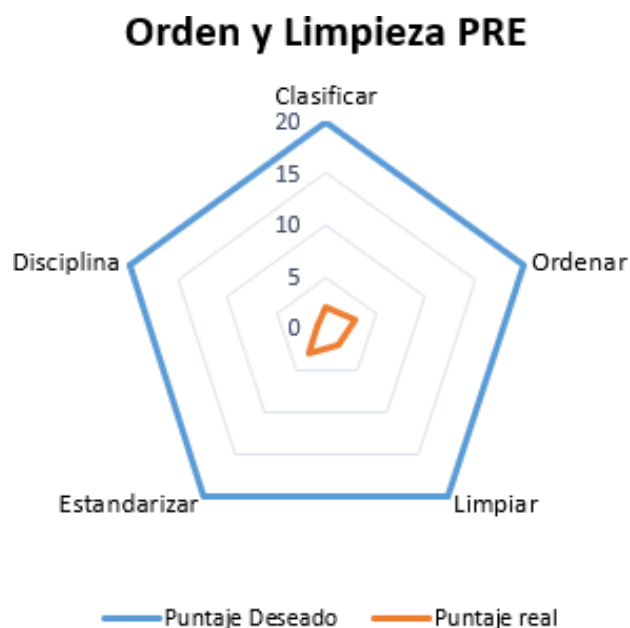 Orden y Limpieza PRE
Clasificar
20
15
10
5
0
Disciplina
Ordenar
Estandarizar
Limpiar
Puntaje Deseado
Puntaje real